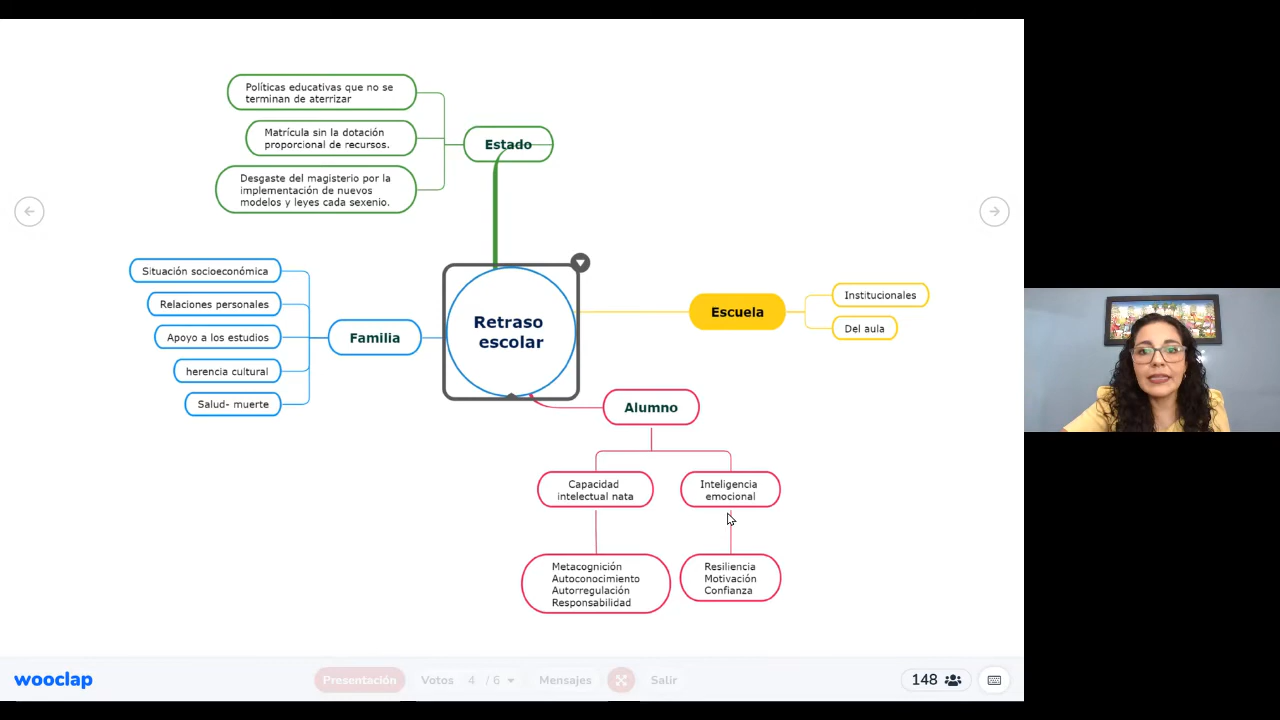 Políticas educativas que no se
terminan de aterrizar
Matrícula sin la dotación
proporcional de recursos.
Desgaste del magisterio por la
implementación de nuevos
modelos y leyes cada sexenio.
Estado
Situación socioeconómica
Relaciones personales
Apoyo a los estudios
herencia cultural
Salud- muerte
Familia
Retraso
escolar
Escuela
Institucionales
Del aula
Alumno
Capacidad
intelectual nata
Inteligencia
emocional
Metacognición
Autoconocimiento
Autorregulación
Responsabilidad
Resiliencia
Motivación
Confianza
wooclap
Presentación
Votos 4 / 6
Mensajes
Salir
148